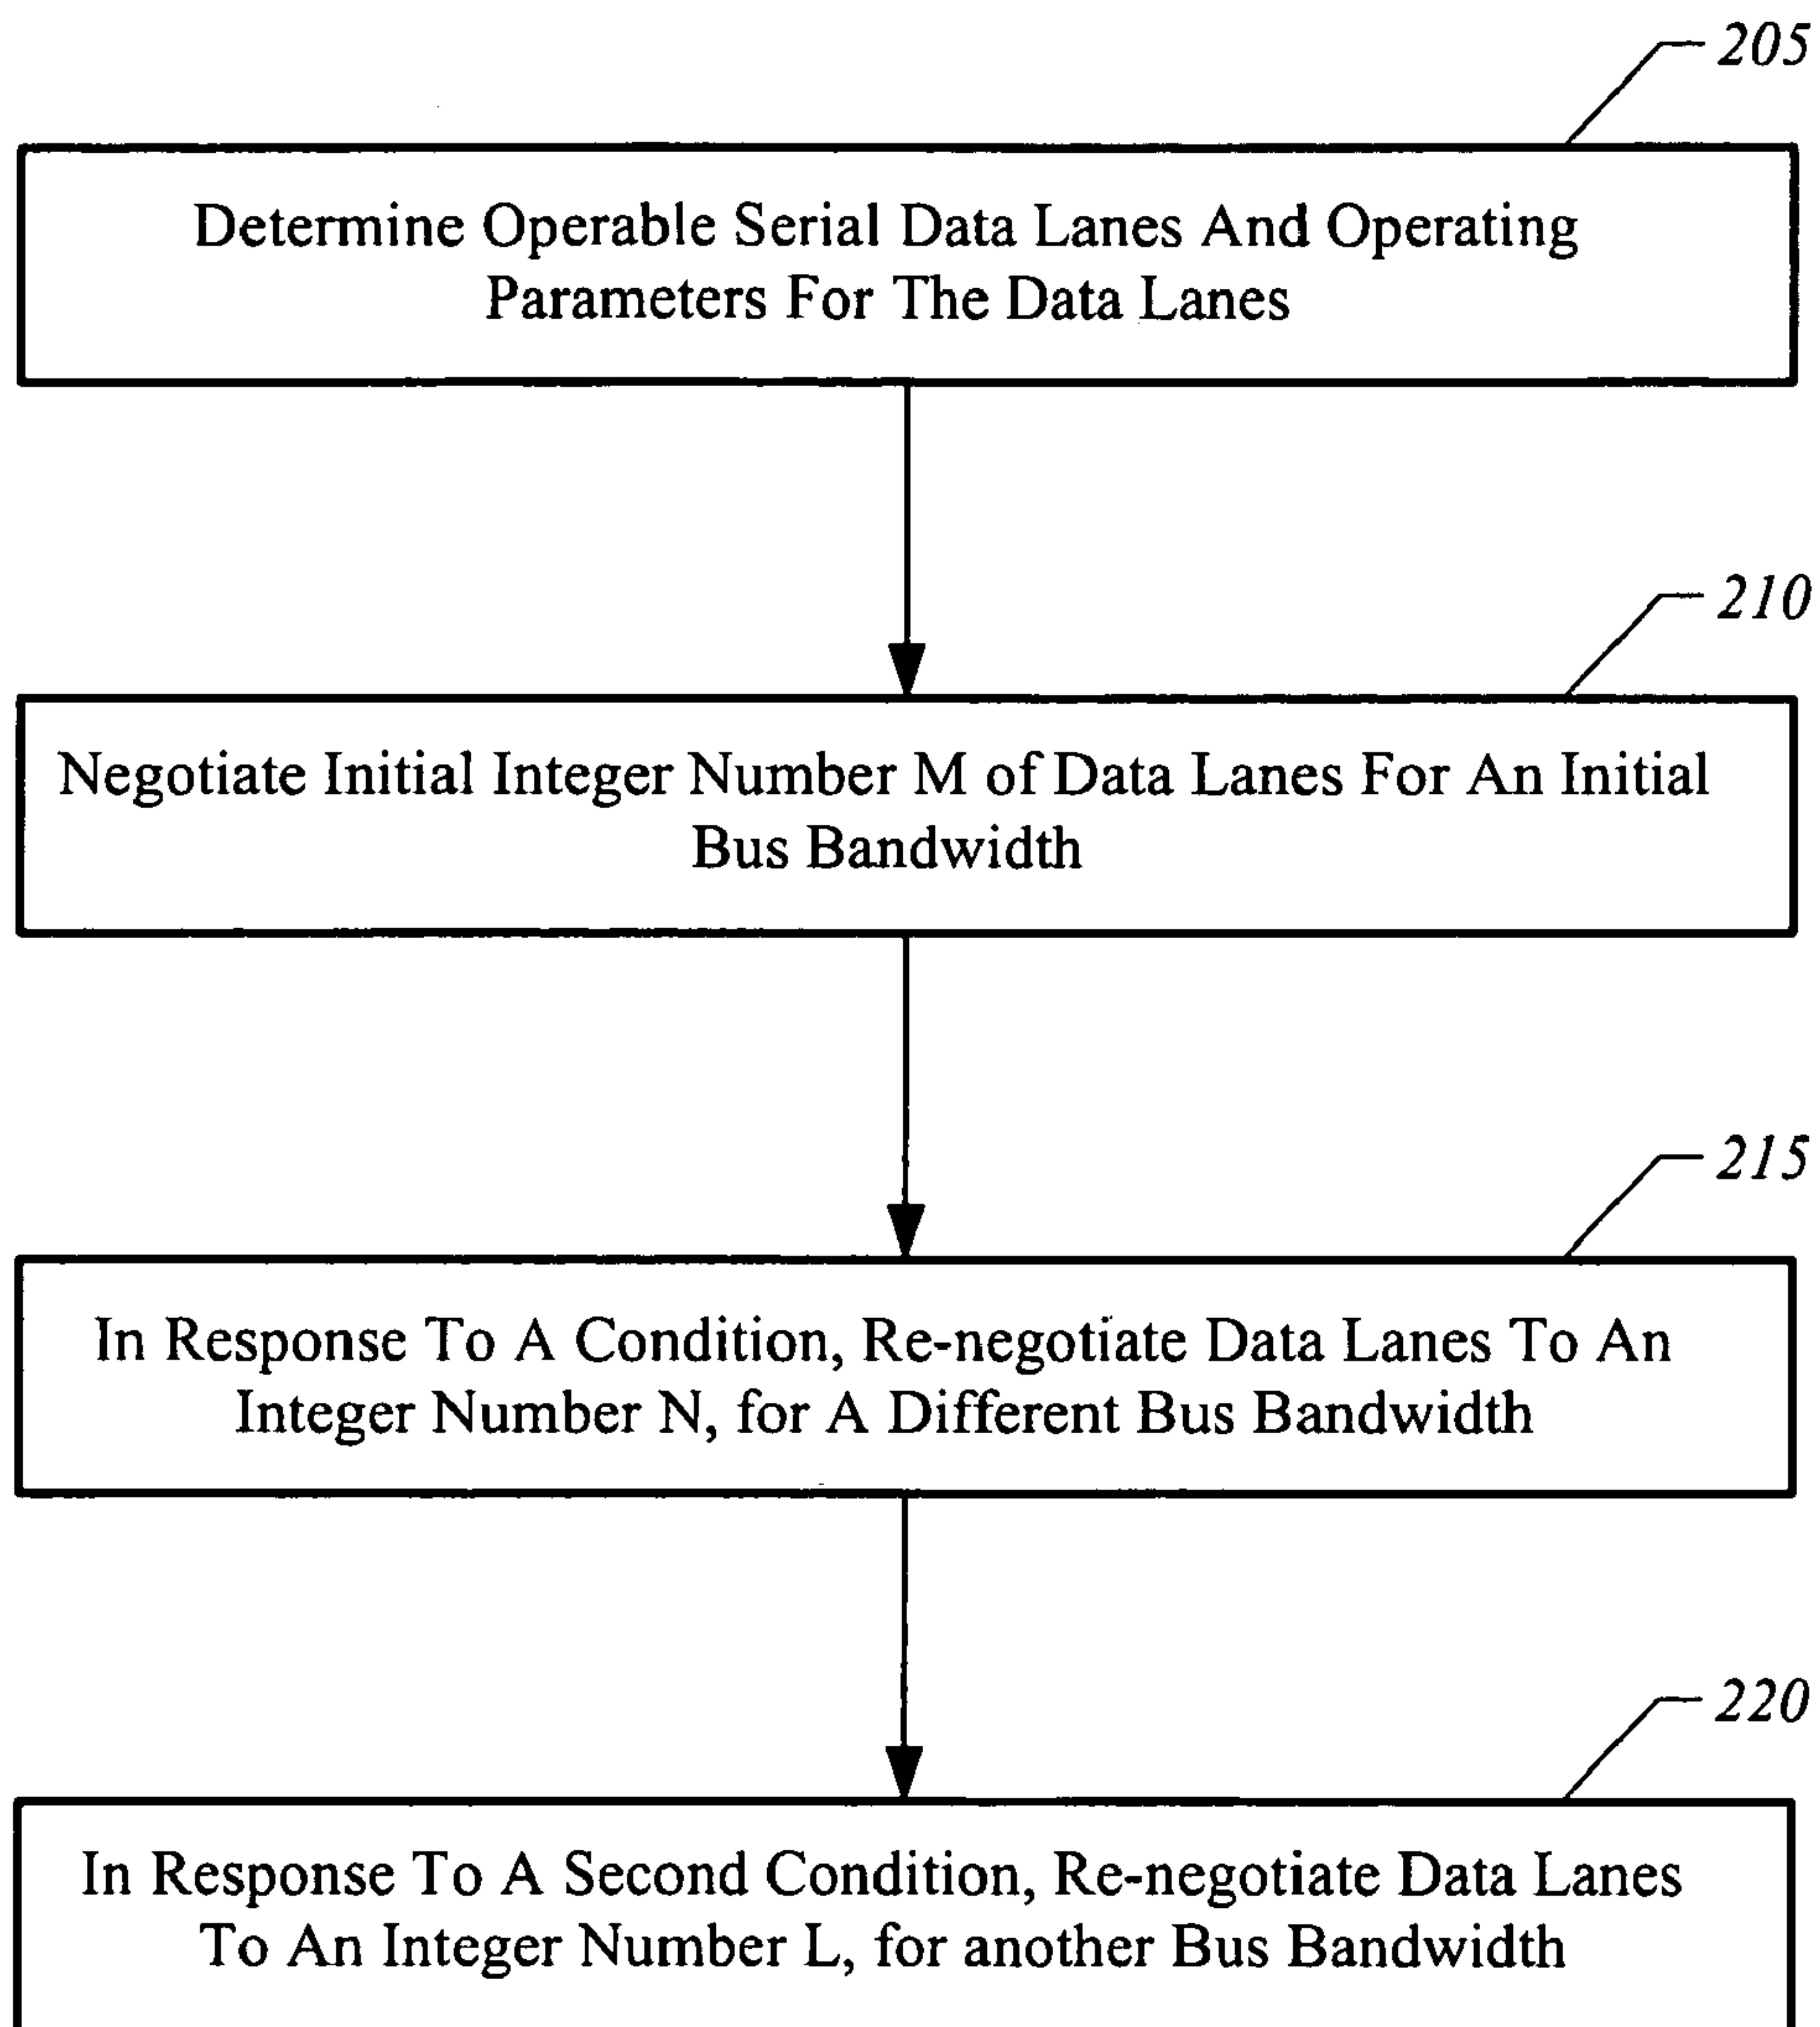 205
Determine Operable Serial Data Lanes And Operating
Parameters For The Data Lanes
210
Negotiate Initial Integer Number M of Data Lanes For An Initial
Bus Bandwidth
215
In Response To A Condition, Re-negotiate Data Lanes To An
Integer Number N, for A Different Bus Bandwidth
220
In Response To A Second Condition, Re-negotiate Data Lanes
To An Integer Number L, for another Bus Bandwidth